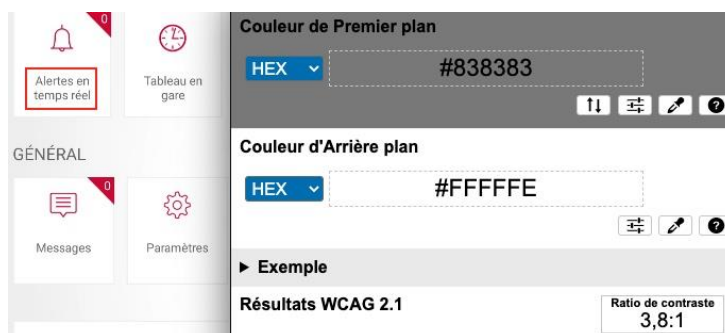 0
Alertes en
temps réel
Tableau en
gare
GÉNÉRAL
0
Messages
Paramètres
Couleur de Premier plan
HEX
#838383
Couleur d'Arrière plan
HEX
#FFFFFE
▶ Exemple
Résultats WCAG 2.1
Ratio de contraste
3,8:1